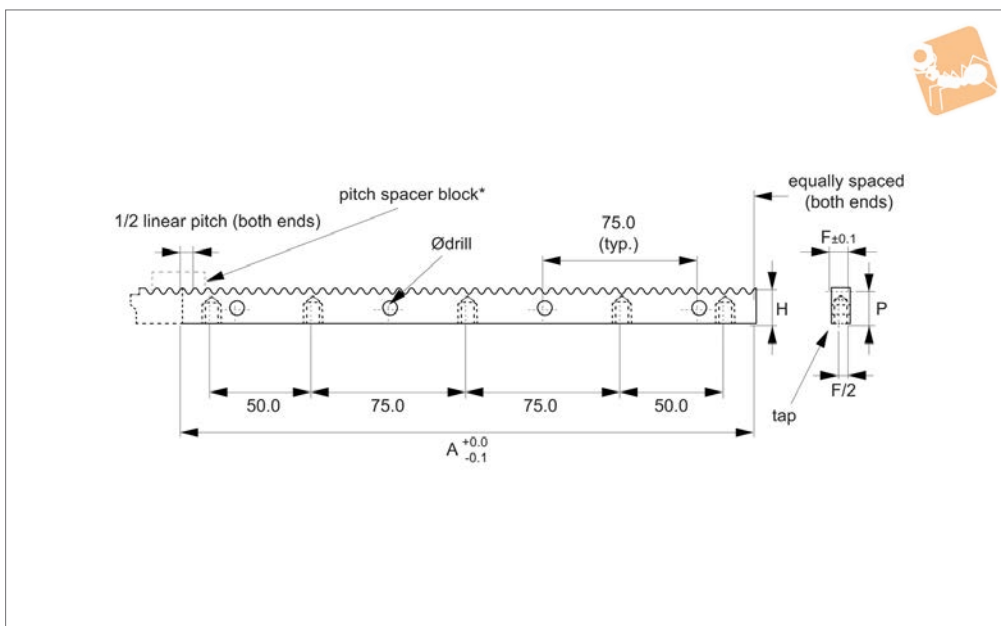 pitch spacer block*
1/2 linear pitch (both ends)
Ødrill
75.0
(typ.)
equally spaced
(both ends)
F±0.1
H
P
F/2
tap
50.0
75.0
75.0
50.0
A +0.0
-0.1